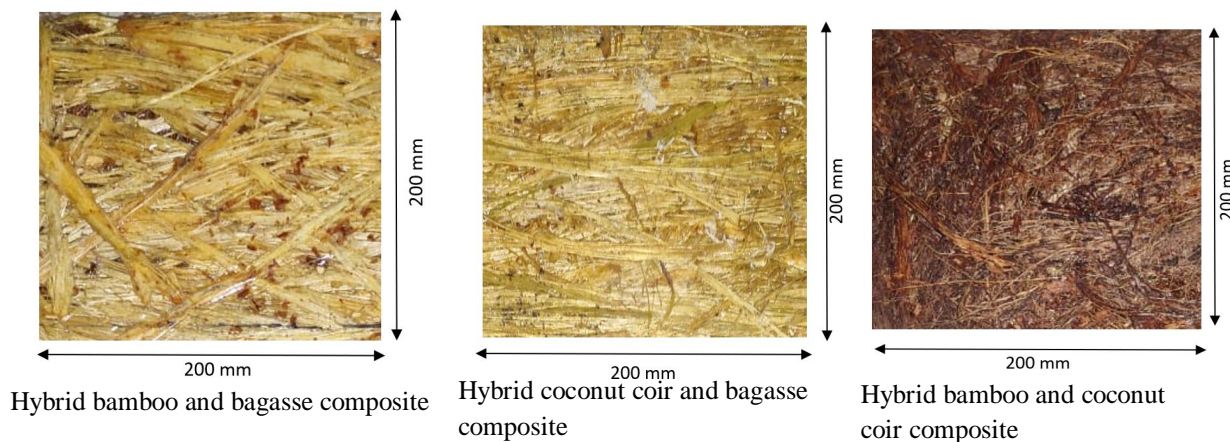 200 mm
200 mm
Hybrid bamboo and bagasse composite
200 mm
200 mm
Hybrid coconut coir and bagasse
composite
200 mm
200 mm
Hybrid bamboo and coconut
coir composite